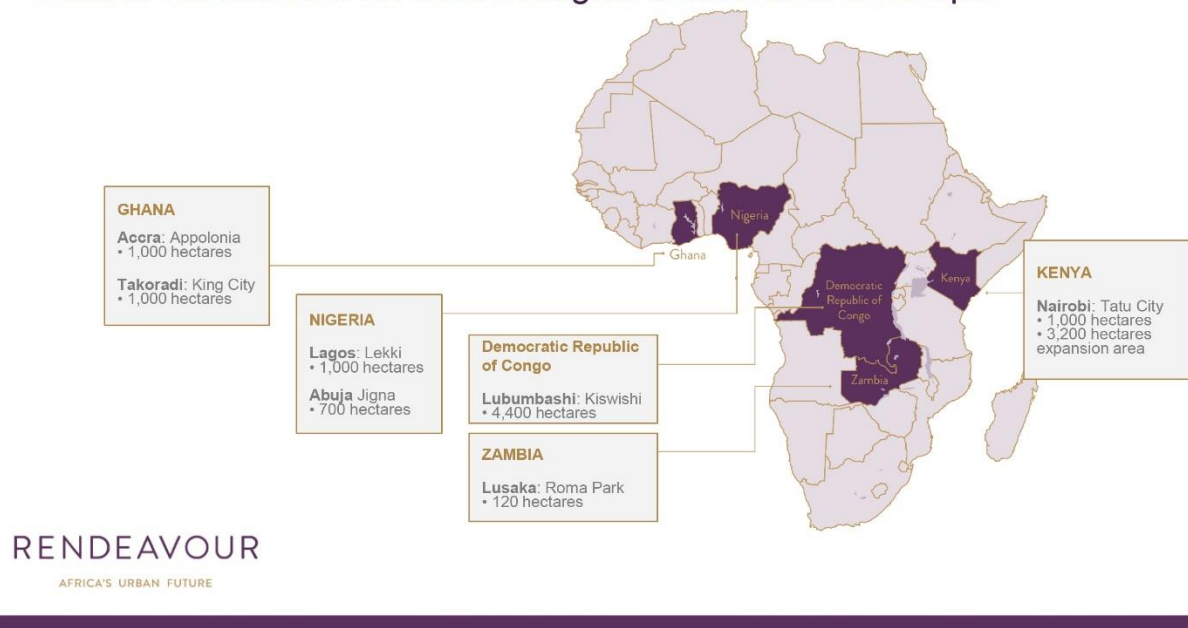 GHANA
Accra: Appolonia
• 1,000 hectares
Takoradi: King City
• 1,000 hectares
NIGERIA
Lagos: Lekki
• 1,000 hectares
Abuja Jigna
• 700 hectares
Democratic Republic
of Congo
Lubumbashi: Kiswishi
• 4,400 hectares
ZAMBIA
Lusaka: Roma Park
• 120 hectares
Nigeria
Ghana
Democratic
Republic of
Congo
Kenya
Zambia
KENYA
Nairobi: Tatu City
• 1,000 hectares
• 3,200 hectares
expansion area
RENDEAVOUR
AFRICA'S URBAN FUTURE